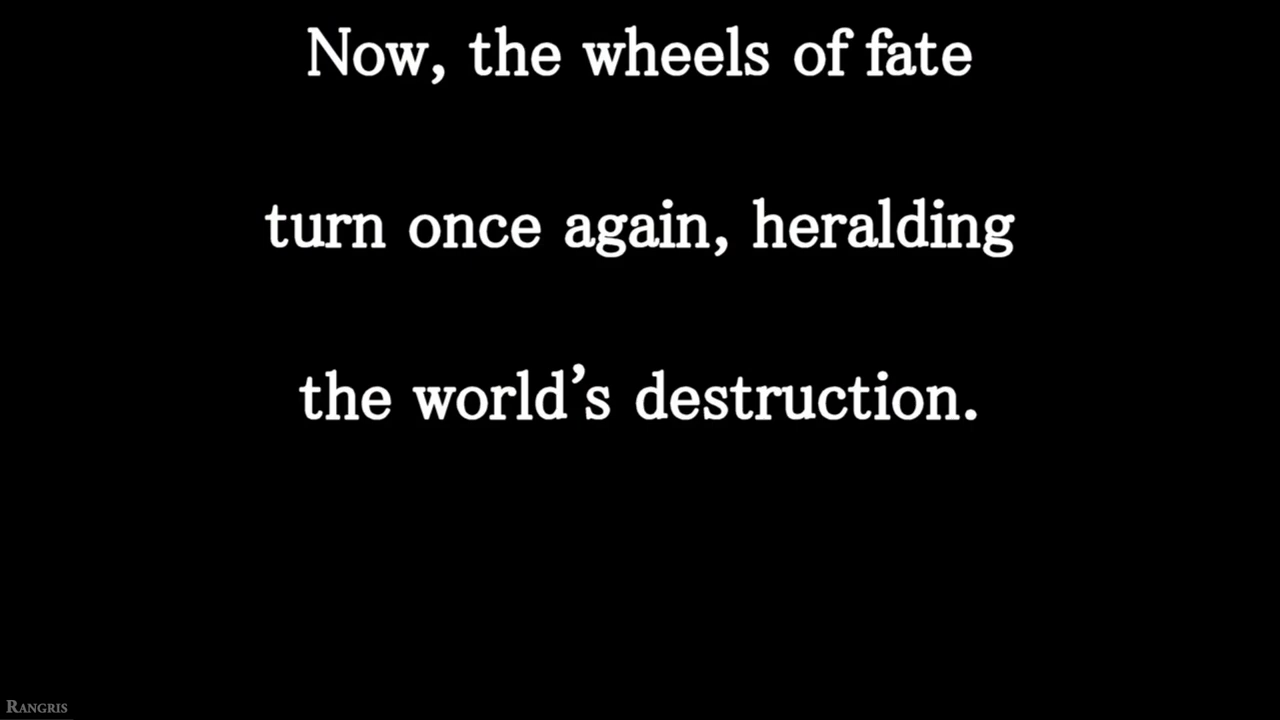 Now, the wheels of fate
turn once again, heralding
the world’s destruction.
RANGRIS